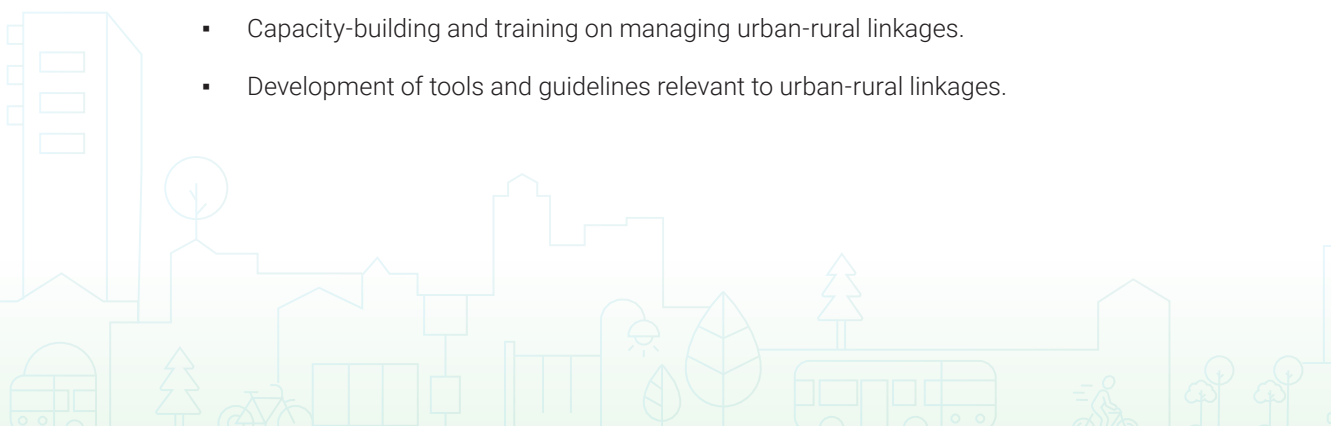 ▪ Capacity-building and training on managing urban-rural linkages.
▪ Development of tools and guidelines relevant to urban-rural linkages.